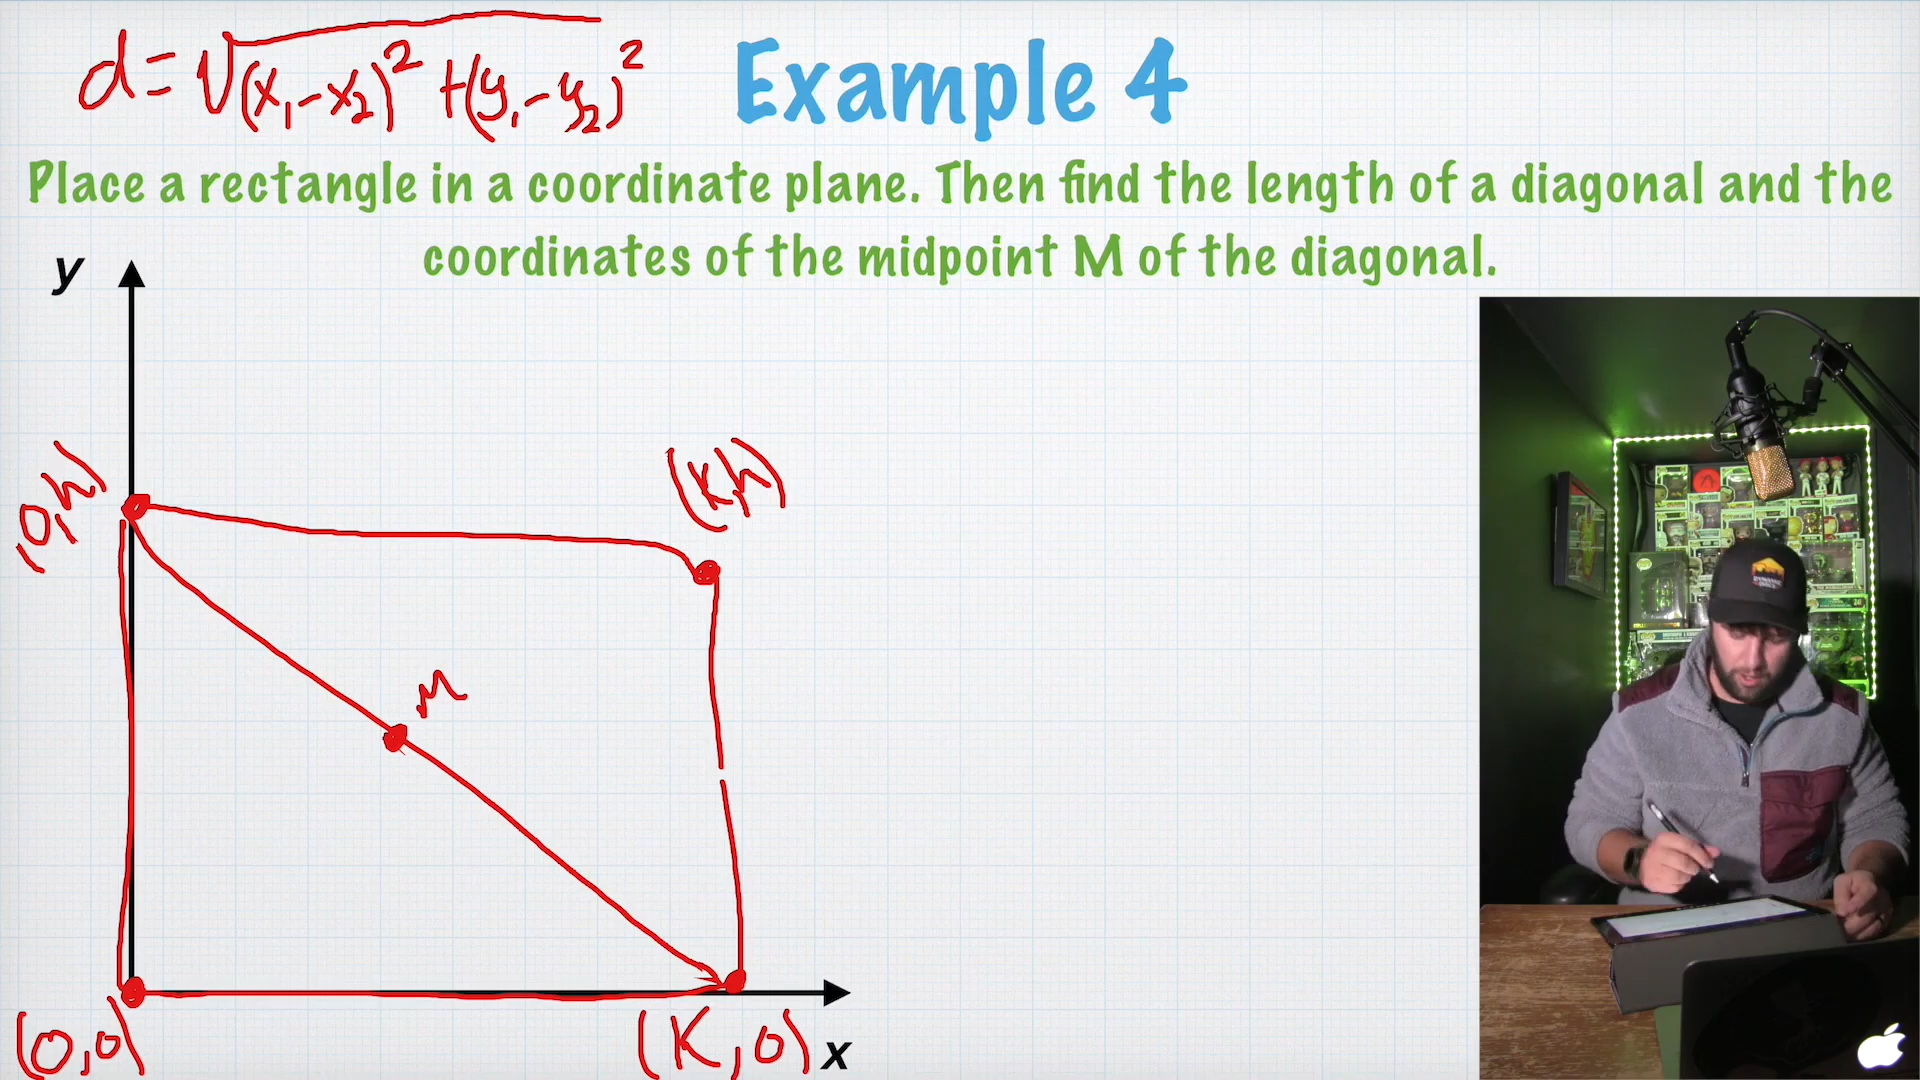 d=√(x₁-x₂)² +(y₁-y₂)²
Example 4
Place a rectangle in a coordinate plane. Then find the length of a diagonal and the
coordinates of the midpoint M of the diagonal.
y
(0,h)
(K,h)
M
(0,0)
(K,0)
x